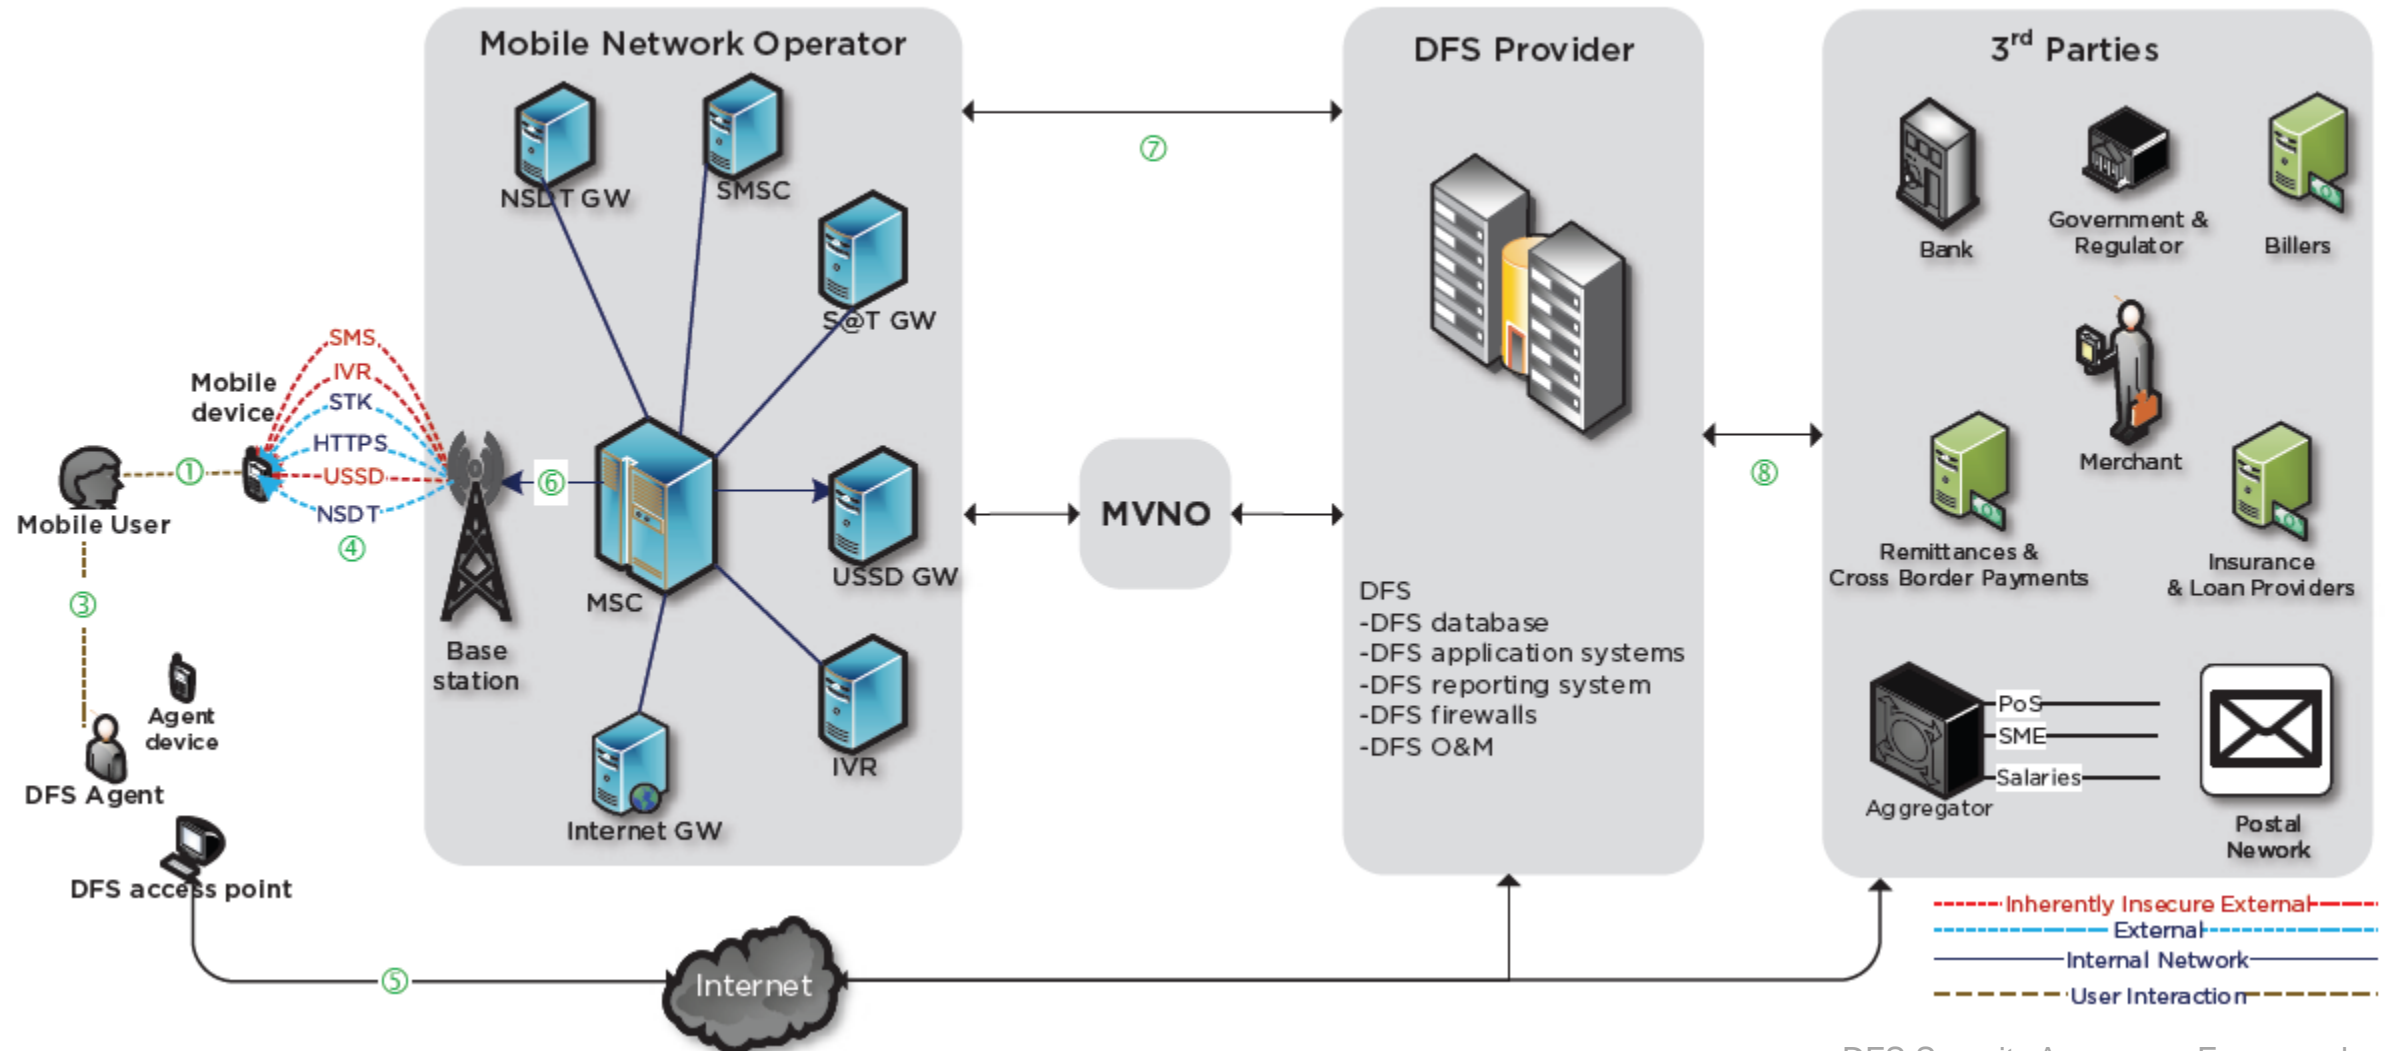 Mobile Network Operator
DFS Provider
3rd Parties
NSDT GW
SMSC
S@T GW
⑦
Bank
Government &
Regulator
Billers
SMS
IVR
STK
HTTPS
USSD
NSDT
④
Mobile
device
①
Mobile User
③
⑥
MSC
USSD GW
MVNO
⑧
Merchant
Remittances &
Cross Border Payments
Insurance
& Loan Providers
Base
station
Agent
device
DFS Agent
IVR
Internet GW
DFS
-DFS database
-DFS application systems
-DFS reporting system
-DFS firewalls
-DFS O&M
PoS
SME
Salaries
Aggregator
Postal
Nework
DFS access point
⑤
Internet
Inherently Insecure External
External
Internal Network
User Interaction